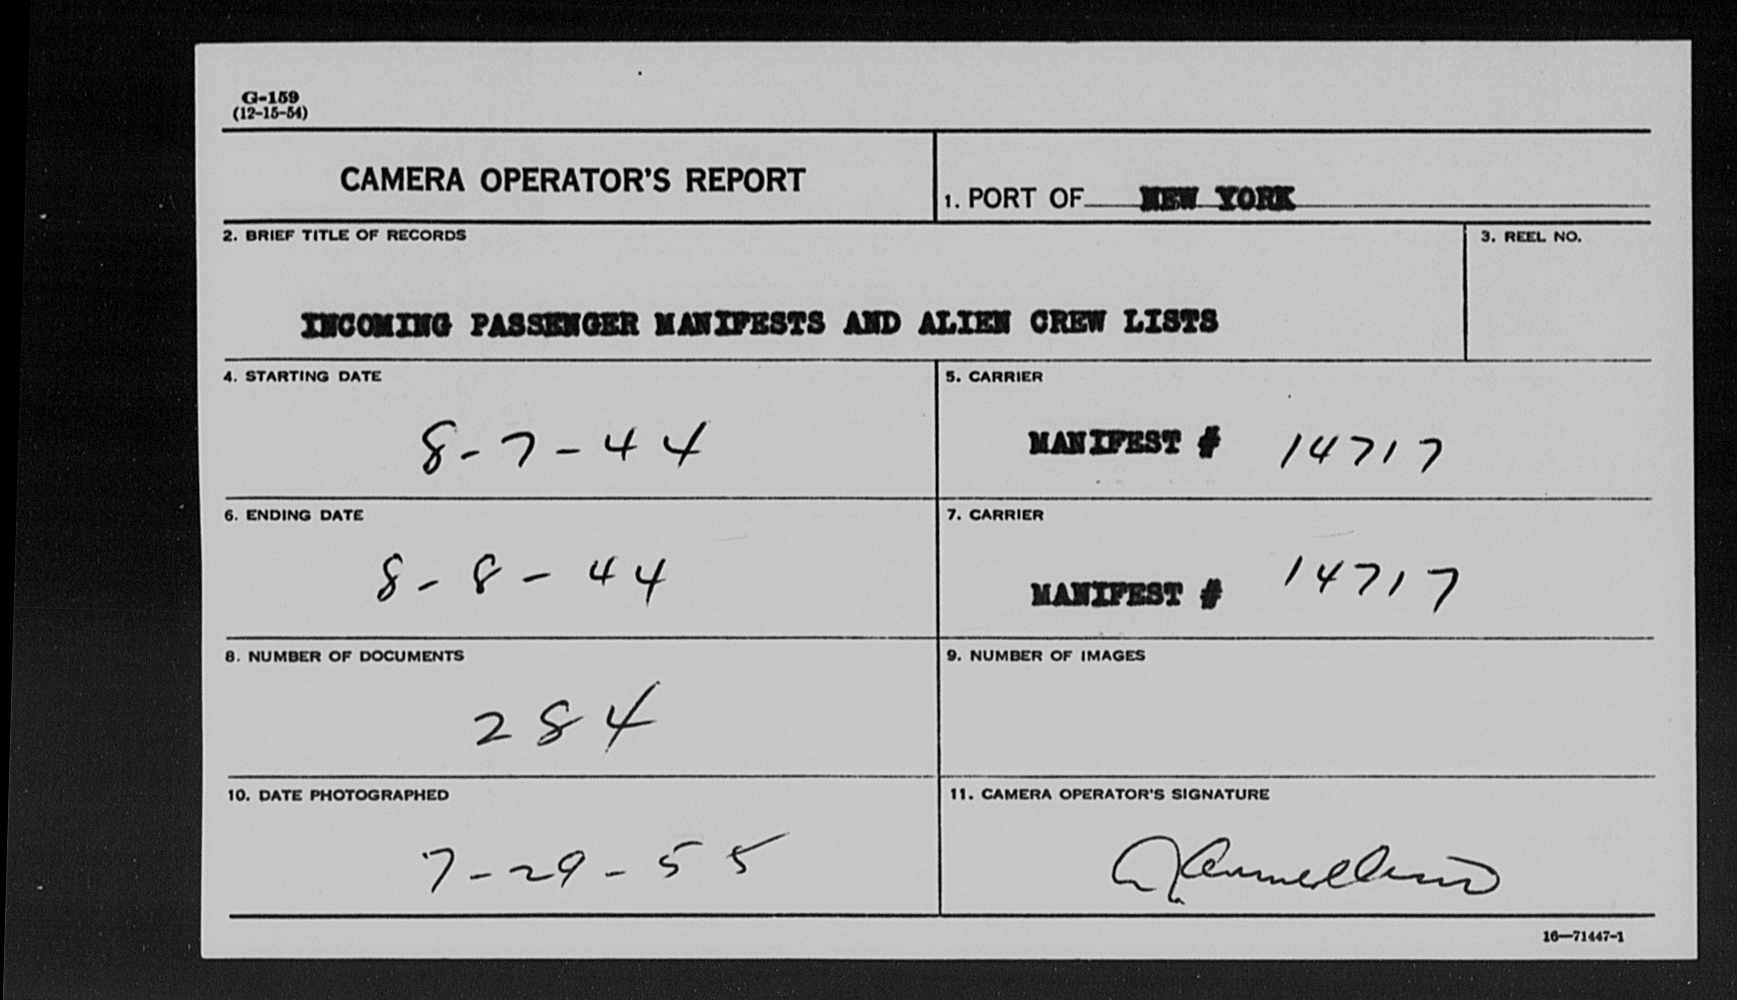 G-159
(12-15-54)
CAMERA OPERATOR'S REPORT
1. PORT OF NEW YORK
2. BRIEF TITLE OF RECORDS
3. REEL NO.
INCOMING PASSENGER MANIFESTS AND ALIEN CREW LISTS
4. STARTING DATE
5. CARRIER
8-7-44
MANIFEST # 14717
6. ENDING DATE
7. CARRIER
8-8-44
MANIFEST # 14717
8. NUMBER OF DOCUMENTS
9. NUMBER OF IMAGES
284
10. DATE PHOTOGRAPHED
11. CAMERA OPERATOR'S SIGNATURE
7-29-55
16—71447-1